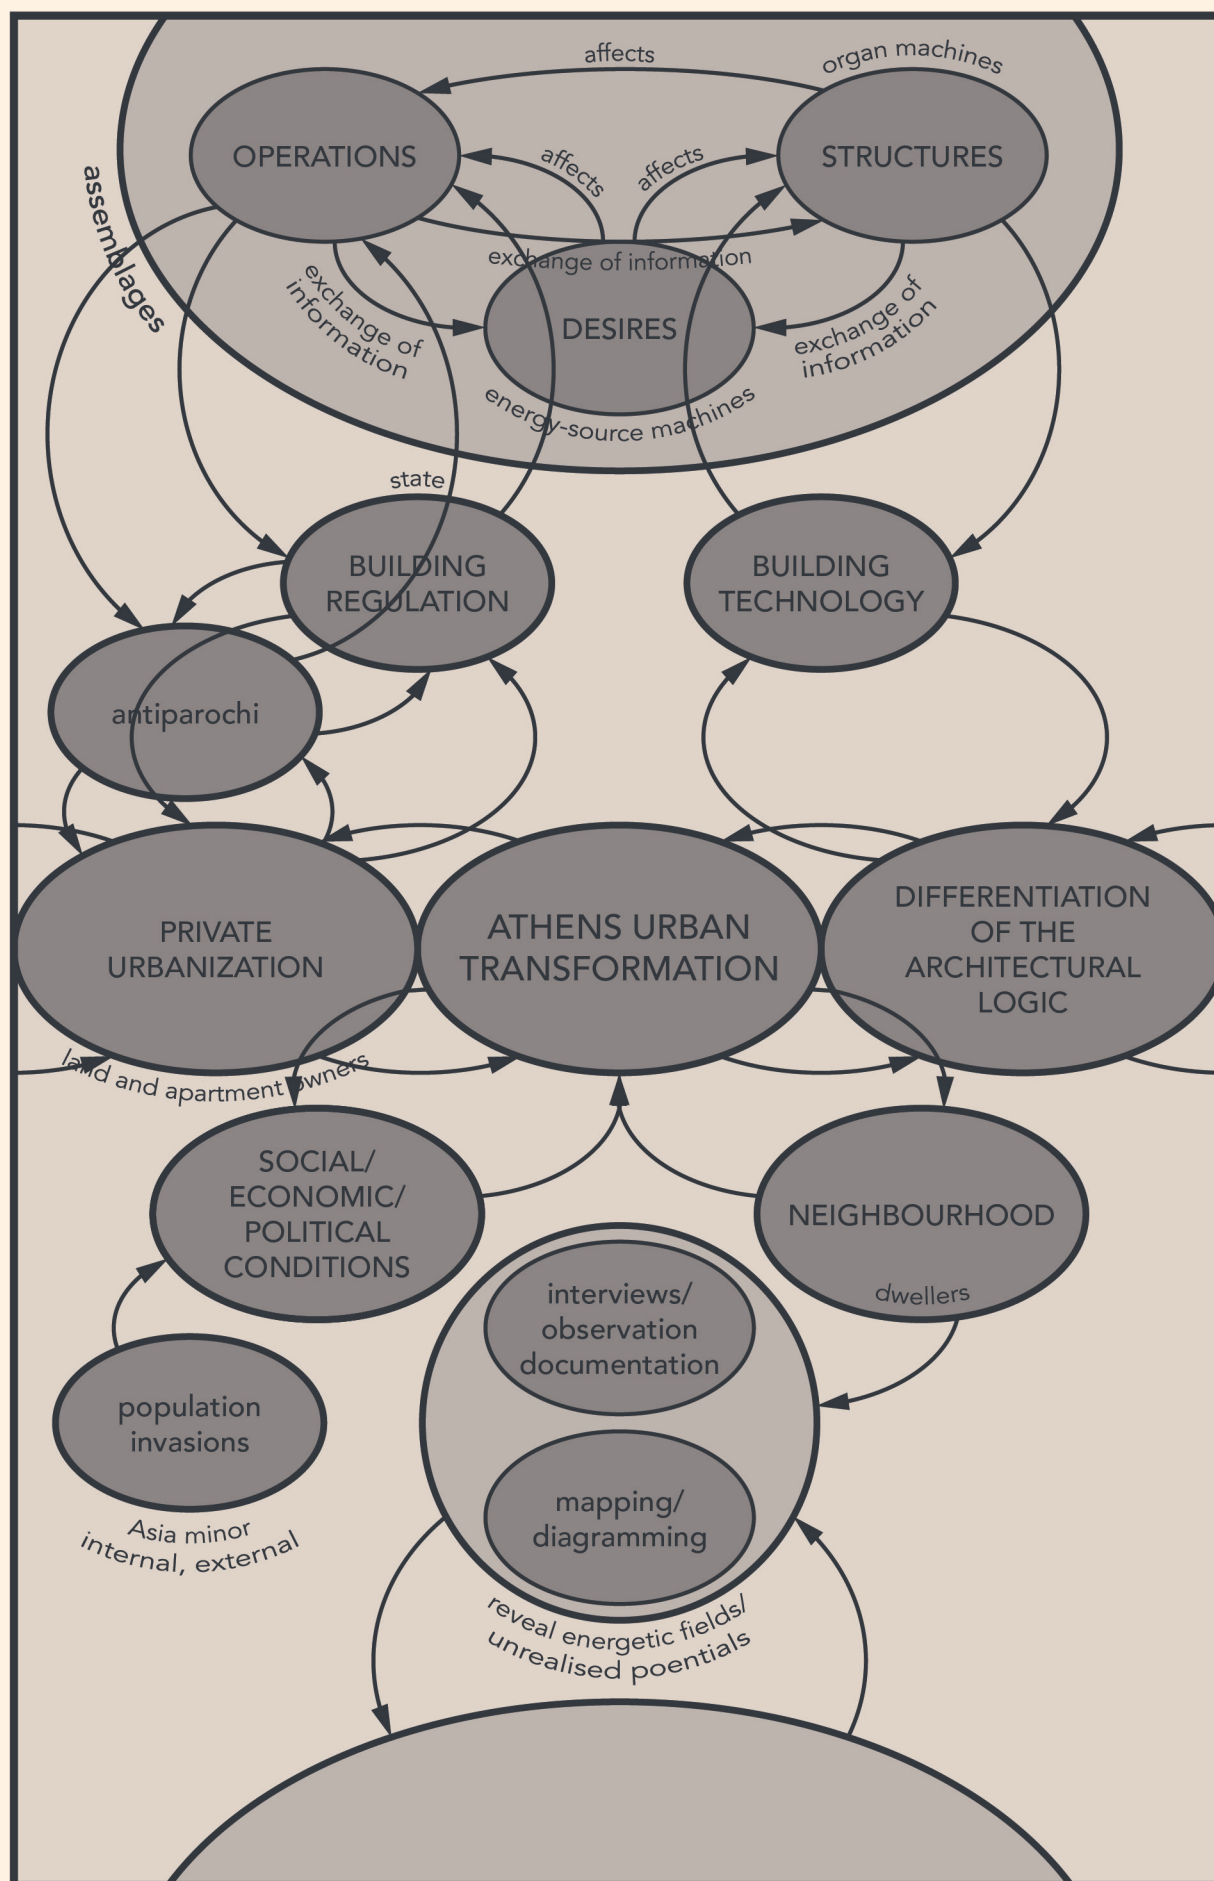 affects
organ machines
OPERATIONS
affects
affects
STRUCTURES
assemblages
exchange of information
exchange of
information
DESIRES
exchange of
information
energy-source machines
state
BUILDING
REGULATION
BUILDING
TECHNOLOGY
antiparochi
PRIVATE
URBANIZATION
ATHENS URBAN
TRANSFORMATION
DIFFERENTIATION
OF THE
ARCHITECTURAL
LOGIC
land and apartment owners
SOCIAL/
ECONOMIC/
POLITICAL
CONDITIONS
NEIGHBOURHOOD
dwellers
interviews/
observation
documentation
population
invasions
mapping/
diagramming
Asia minor
internal, external
reveal energetic fields/
unrealised poentials